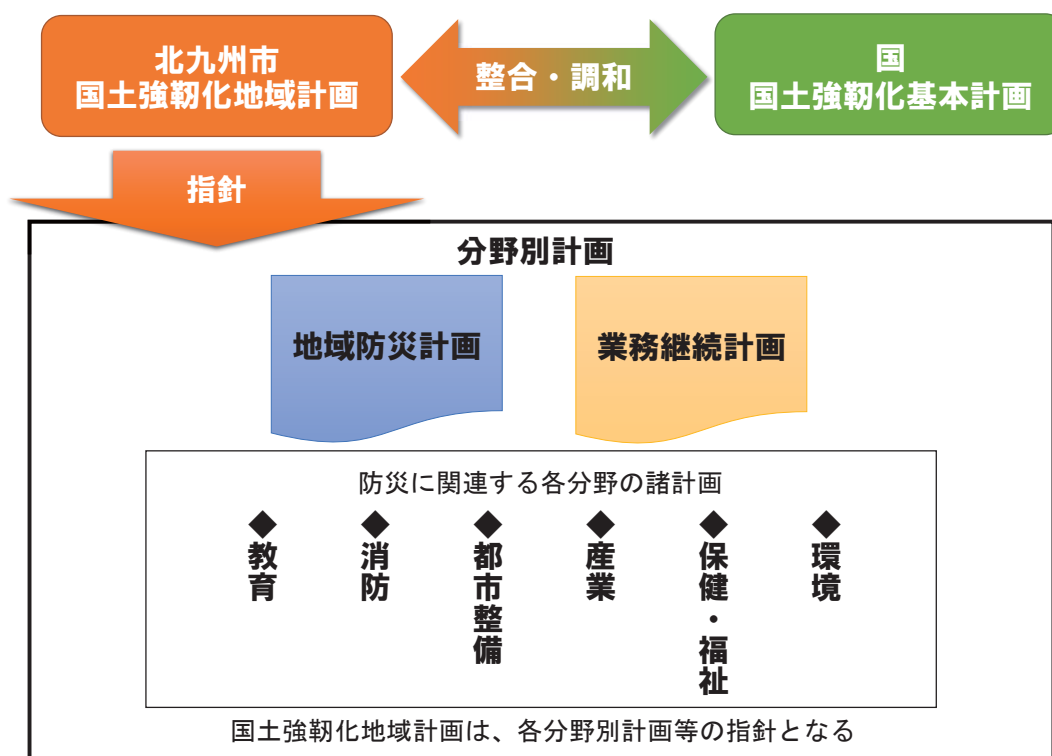 北九州市
国土強靭化地域計画
整合・調和
国
国土強靭化基本計画
指針
分野別計画
地域防災計画
業務継続計画
防災に関連する各分野の諸計画
◆教育
◆消防
◆都市整備
◆産業
◆保健・福祉
◆環境
国土強靭化地域計画は、各分野別計画等の指針となる